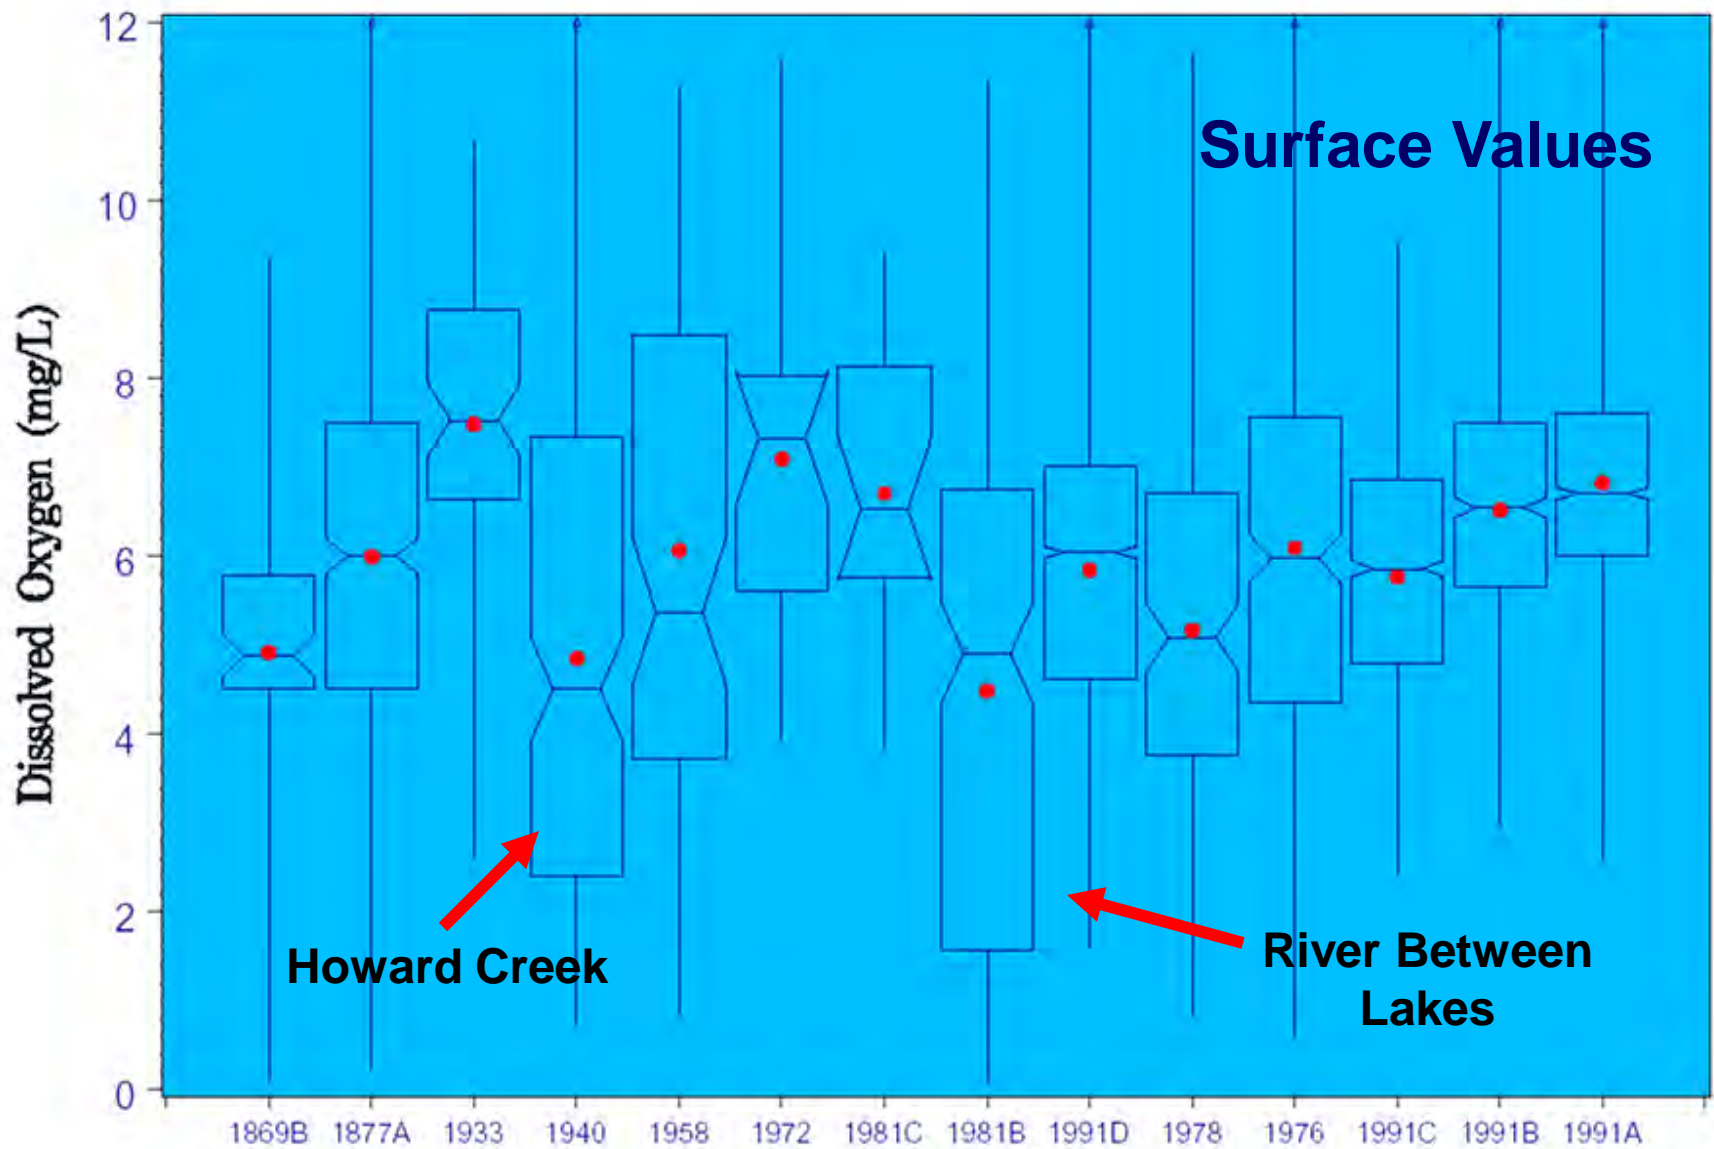 Dissolved Oxygen (mg/L)
12
10
8
6
4
2
0
Surface Values
Howard Creek
River Between
Lakes
1869B 1877A 1933 1940 1958 1972 1981C 1981B 1991D 1978 1976 1991C 1991B 1991A